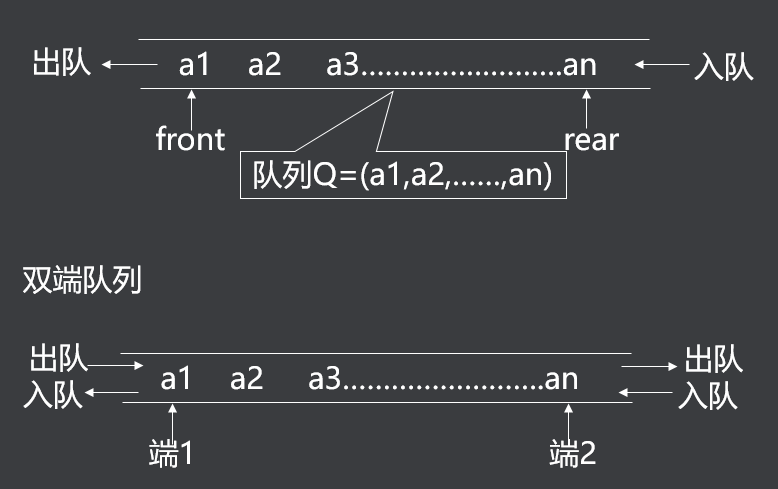 出队 a1 a2 a3..........................an 入队
front rear
队列Q=(a1,a2,......,an)
双端队列
出队 出队
a1 a2 a3..........................an
入队 入队
端1 端2